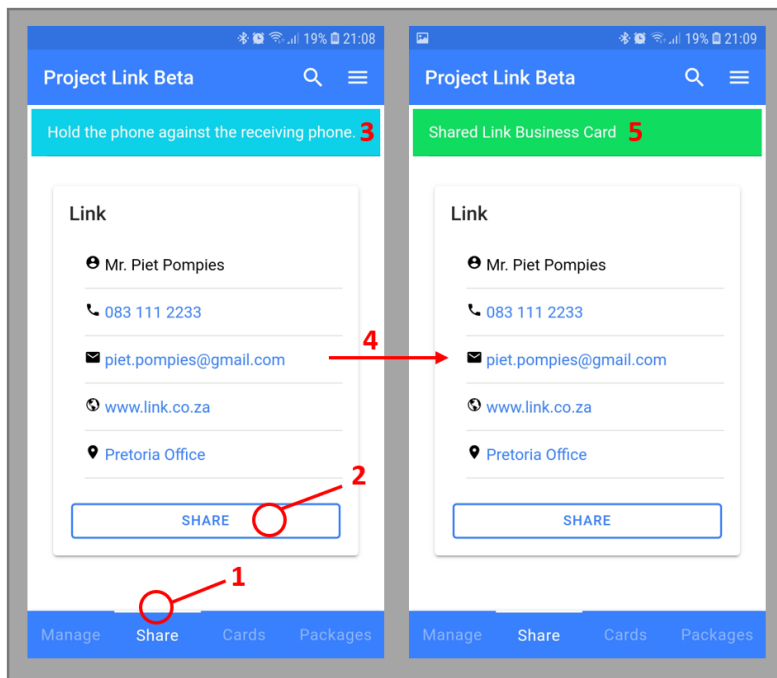 19% 21:08
Project Link Beta
Hold the phone against the receiving phone. 3
Link
Mr. Piet Pompies
083 111 2233
piet.pompies@gmail.com
www.link.co.za
Pretoria Office
2
SHARE
1
Manage Share Cards Packages
4
19% 21:09
Project Link Beta
Shared Link Business Card 5
Link
Mr. Piet Pompies
083 111 2233
piet.pompies@gmail.com
www.link.co.za
Pretoria Office
SHARE
Manage Share Cards Packages